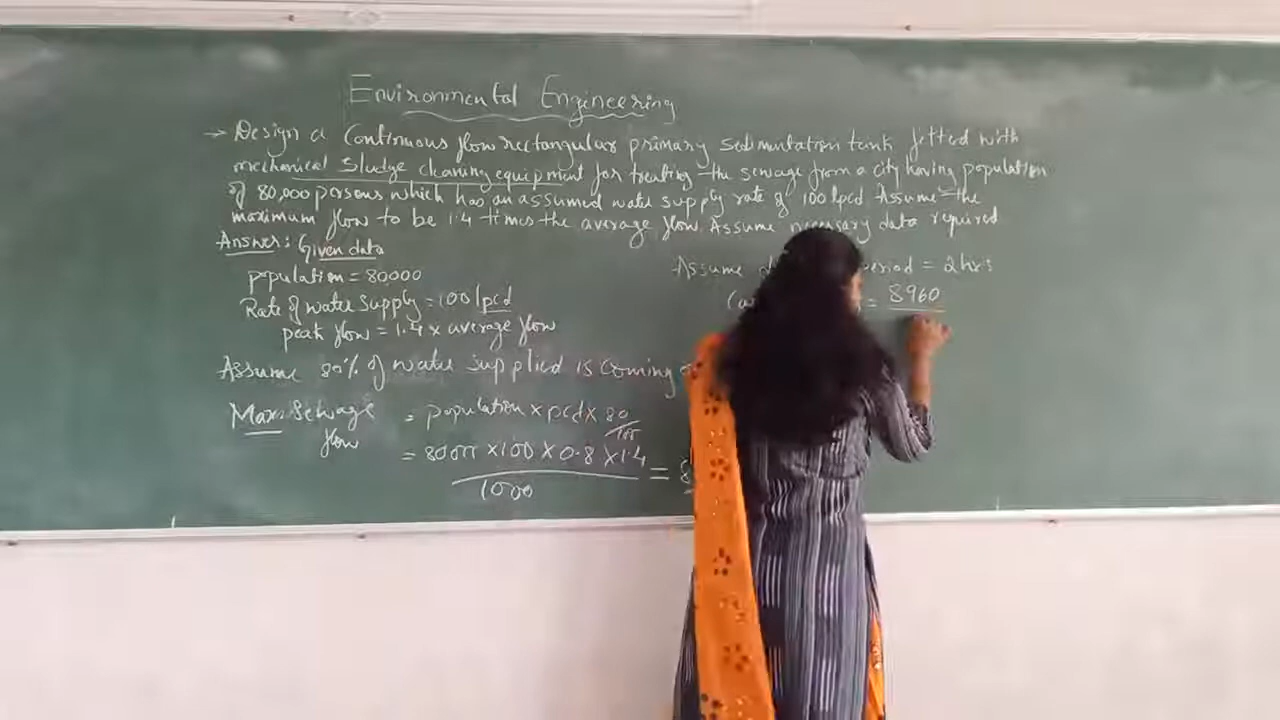 Environmental Engineering
→ Design a Continuous flow rectangular primary sedimentation tank fitted with
mechanical sludge cleaning equipment for treating the sewage from a city having population
of 80,000 persons which has an assumed water supply rate of 100 lpcd Assume the
maximum flow to be 1.4 times the average flow. Assume necessary data required
Answer: Given data
population = 80000
Rate of water supply = 100 lpcd
peak flow = 1.4 x average flow
Assume 80% of water supplied is coming
Max Sewage flow = population x pcd x 80/100
= 80000 x 100 x 0.8 x 1.4 / 1000 = 8
Assume period = 2 hrs
= 8960